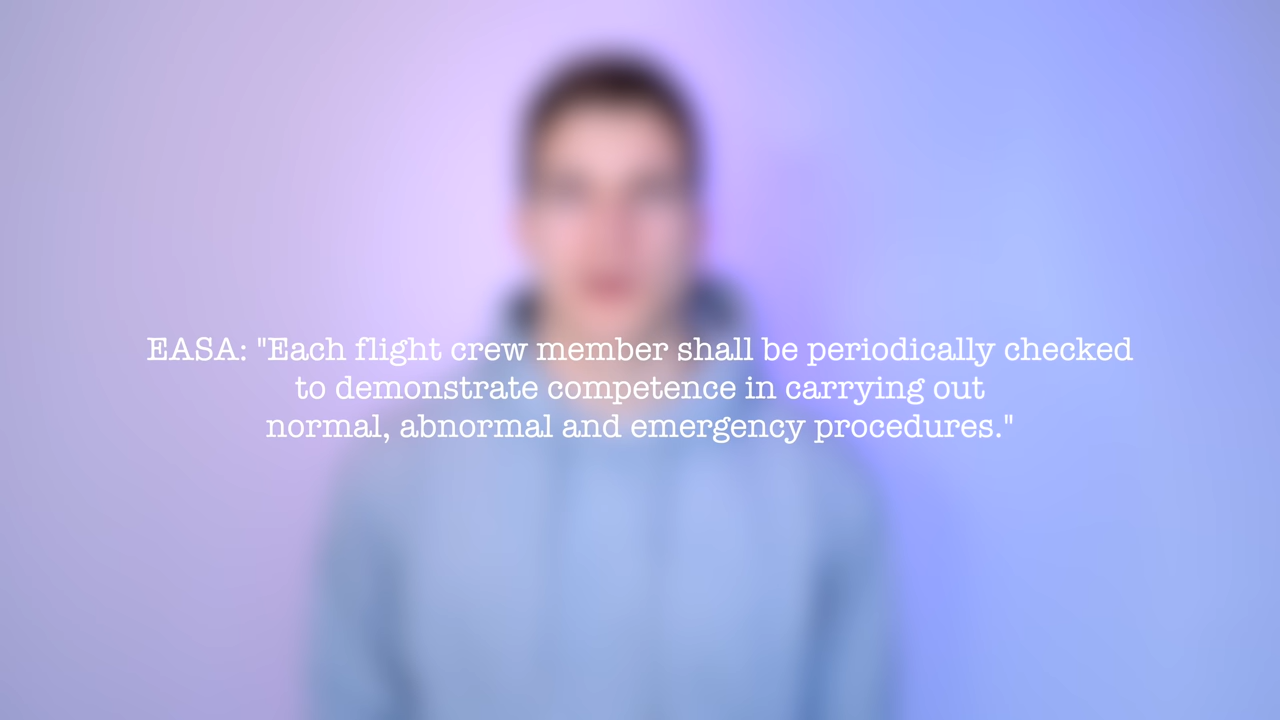 EASA: "Each flight crew member shall be periodically checked
to demonstrate competence in carrying out
normal, abnormal and emergency procedures."